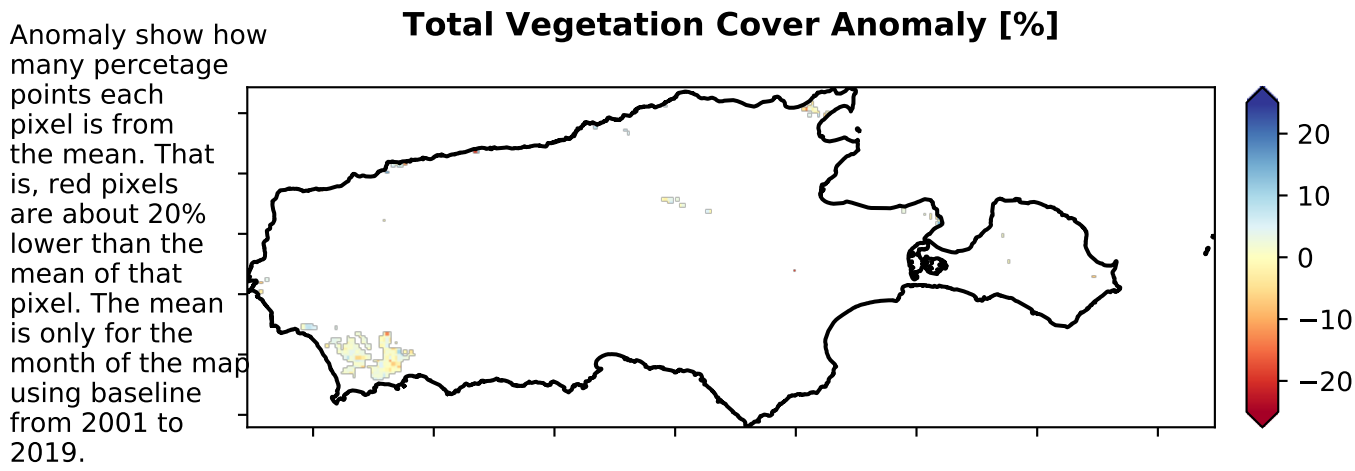 Total Vegetation Cover Anomaly [%]
Anomaly show how
many percetage
points each
pixel is from
the mean. That
is, red pixels
are about 20%
lower than the
mean of that
pixel. The mean
is only for the
month of the map
using baseline
from 2001 to
2019.
20
10
0
−10
−20